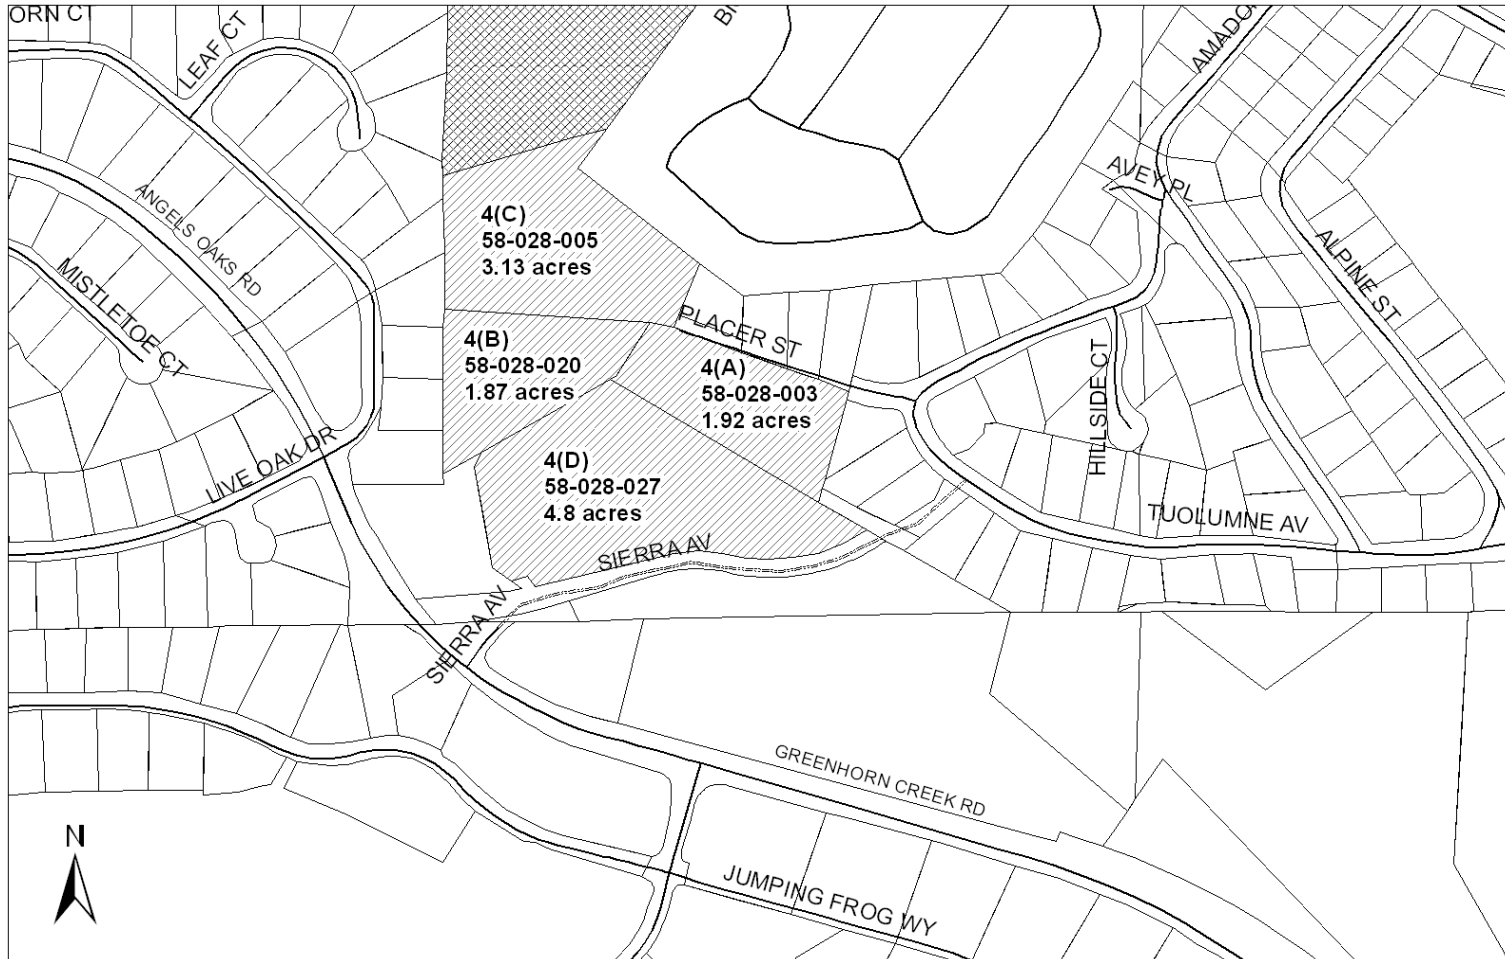 ORN CT
LEAF CT
BI
AMADO
AVEY PL
ANGELS OAKS RD
4(C)
58-028-005
3.13 acres
ALPINE ST
MISTLETOE CT
PLACER ST
4(B)
58-028-020
1.87 acres
4(A)
58-028-003
1.92 acres
HILLSIDE CT
LIVE OAK DR
4(D)
58-028-027
4.8 acres
TUOLUMNE AV
SIERRA AV
SIERRA AV
GREENHORN CREEK RD
N
JUMPING FROG WY